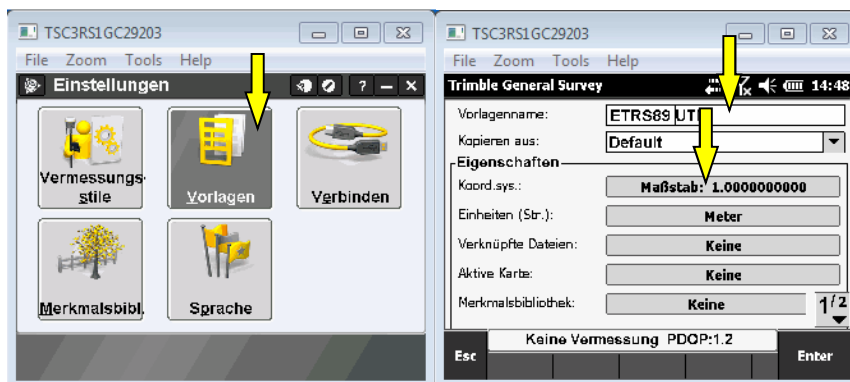 TSC3RS1GC29203
File Zoom Tools Help
Einstellungen
? – ×
Vermessungs-
stile
Vorlagen
Verbinden
Merkmalsbibl.
Sprache
TSC3RS1GC29203
File Zoom Tools Help
Trimble General Survey 14:48
Vorlagenname: ETRS89
Kopieren aus: Default
Eigenschaften
Koord.sys.: Maßstab: 1.0000000000
Einheiten (Str.): Meter
Verknüpfte Dateien: Keine
Aktive Karte: Keine
Merkmalsbibliothek: Keine 1/2
Keine Vermessung PDOP:1.2
Esc Enter